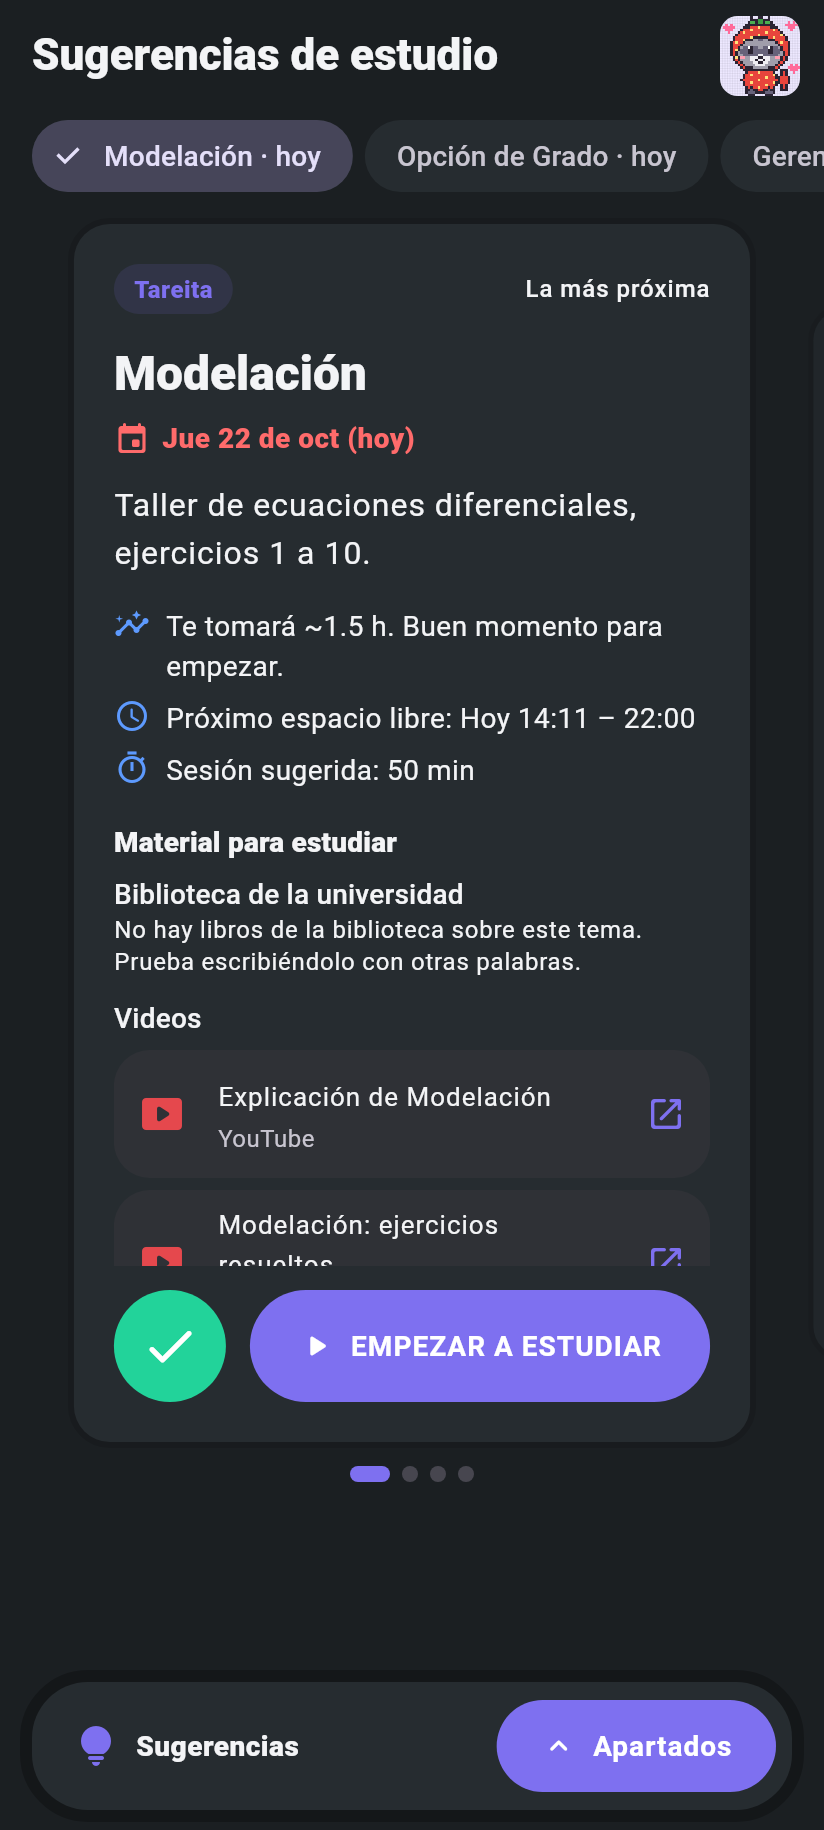 Sugerencias de estudio
Modelación · hoy
Opción de Grado · hoy
Geren
Tareita
La más próxima
Modelación
Jue 22 de oct (hoy)
Taller de ecuaciones diferenciales,
ejercicios 1 a 10.
Te tomará ~1.5 h. Buen momento para
empezar.
Próximo espacio libre: Hoy 14:11 – 22:00
Sesión sugerida: 50 min
Material para estudiar
Biblioteca de la universidad
No hay libros de la biblioteca sobre este tema.
Prueba escribiéndolo con otras palabras.
Videos
Explicación de Modelación
YouTube
Modelación: ejercicios
resueltos
EMPEZAR A ESTUDIAR
Sugerencias
Apartados